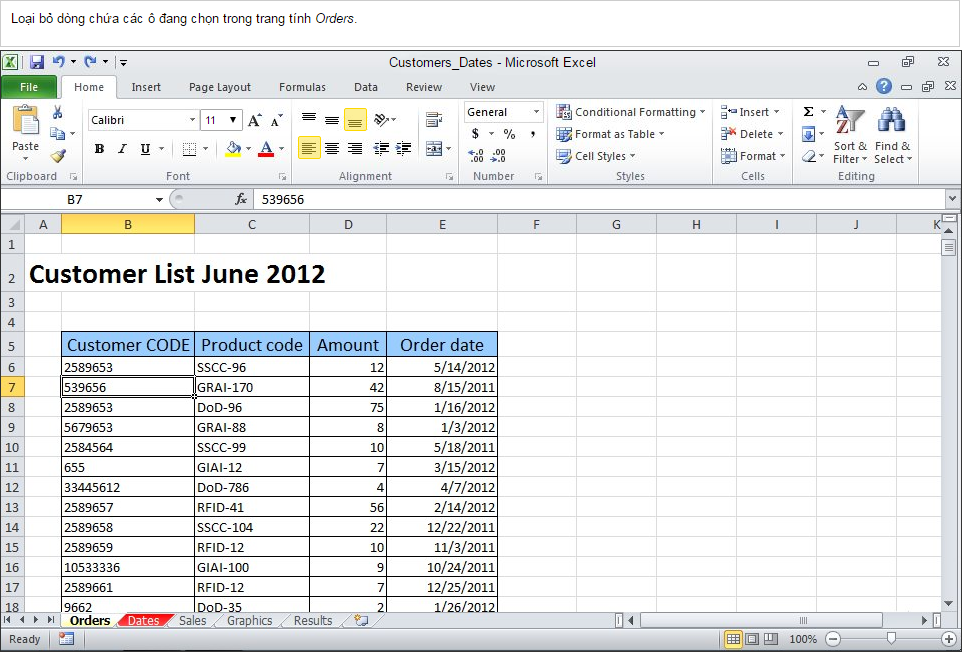 Loại bỏ dòng chứa các ô đang chọn trong trang tính Orders.
Customers_Dates - Microsoft Excel
File Home Insert Page Layout Formulas Data Review View
Calibri 11 General Conditional Formatting Insert
Paste B I U $ % , Format as Table Delete Sort & Find &
Cell Styles Format Filter Select
Clipboard Font Alignment Number Styles Cells Editing
B7 fx 539656
A B C D E F G H I J K
1
2 Customer List June 2012
3
4
5 Customer CODE Product code Amount Order date
6 2589653 SSCC-96 12 5/14/2012
7 539656 GRAI-170 42 8/15/2011
8 2589653 DoD-96 75 1/16/2012
9 5679653 GRAI-88 8 1/3/2012
10 2584564 SSCC-99 10 5/18/2011
11 655 GIAI-12 7 3/15/2012
12 33445612 DoD-786 4 4/7/2012
13 2589657 RFID-41 56 2/14/2012
14 2589658 SSCC-104 22 12/22/2011
15 2589659 RFID-12 10 11/3/2011
16 10533336 GIAI-100 9 10/24/2011
17 2589661 RFID-12 7 12/25/2011
18 9662 DoD-35 2 1/26/2012
Orders Dates Sales Graphics Results
Ready 100%